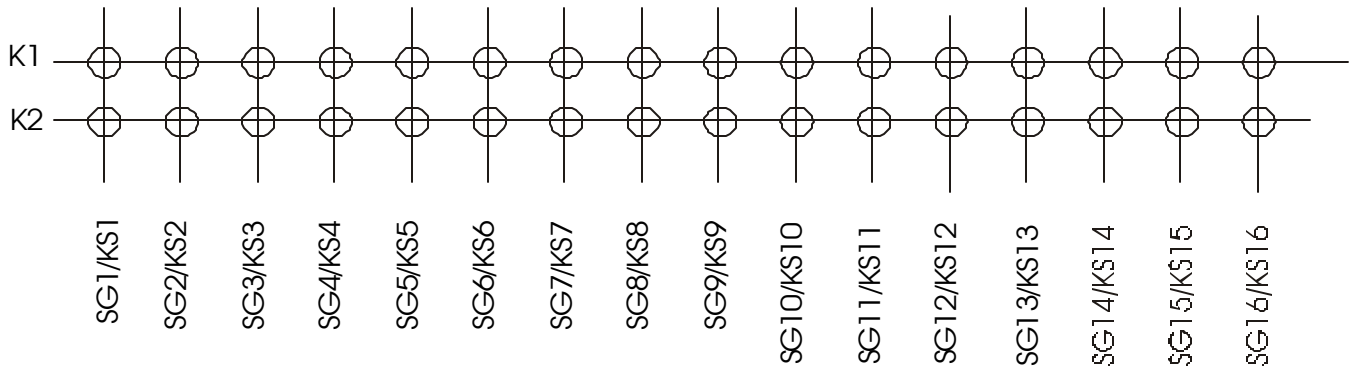 K1
K2
SG1/KS1
SG2/KS2
SG3/KS3
SG4/KS4
SG5/KS5
SG6/KS6
SG7/KS7
SG8/KS8
SG9/KS9
SG10/KS10
SG11/KS11
SG12/KS12
SG13/KS13
SG14/KS14
SG15/KS15
SG16/KS16